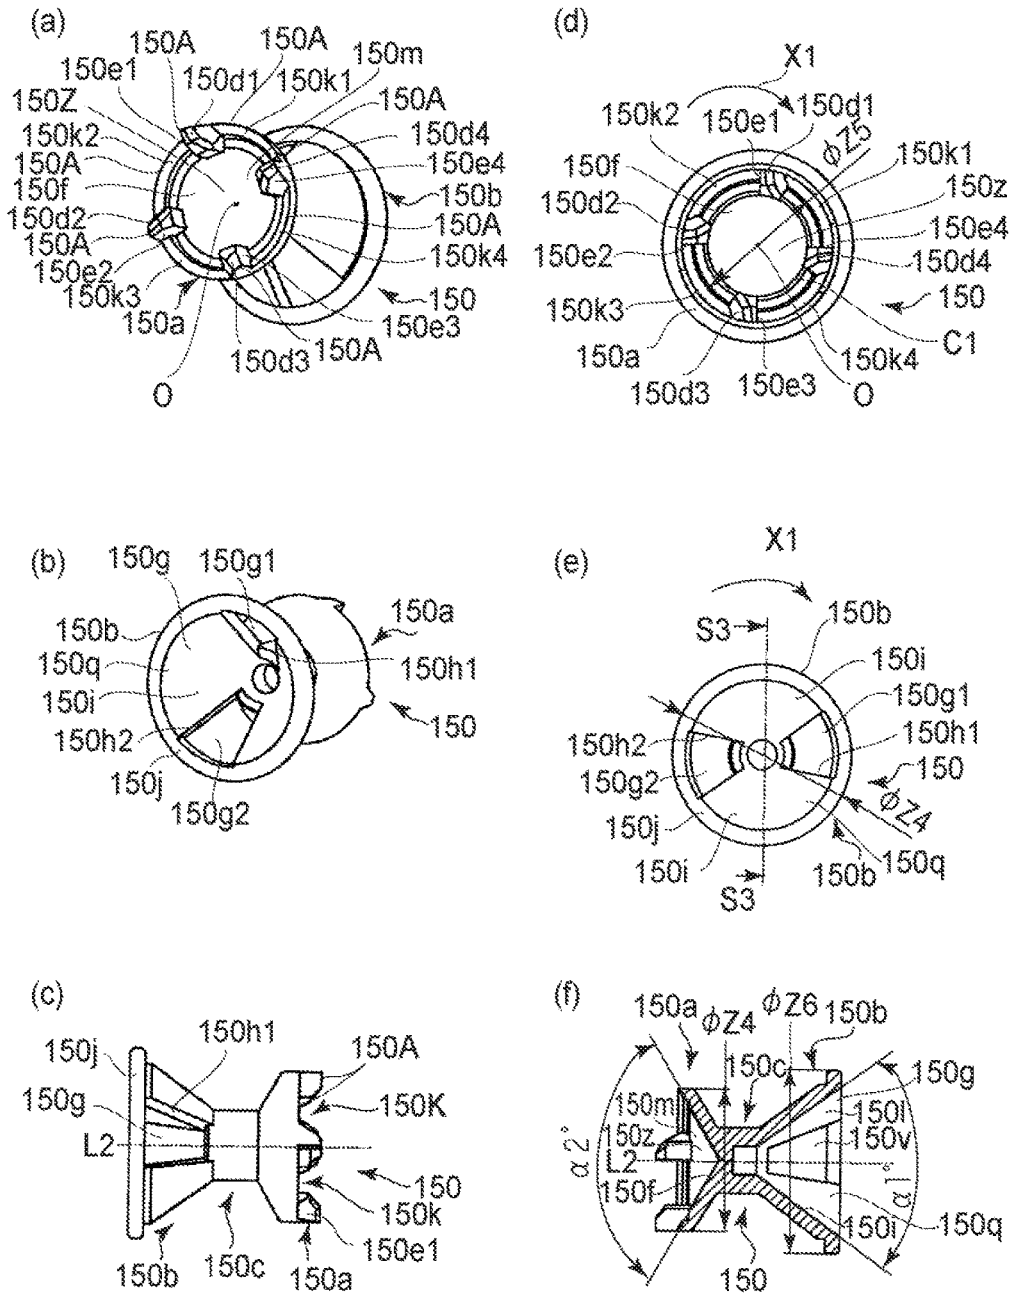 (a)
150A
150A
150m
150e1
150d1
150k1
150Z
150A
150k2
150d4
150A
150e4
150f
150b
150d2
150A
150A
150k4
150e2
150k3
150
150a
150e3
150d3
150A
O
(d)
X1
150k2
150d1
150e1
φZ5
150k1
150f
150z
150d2
150e4
150e2
150d4
150k3
150
150a
C1
150k4
150d3
150e3
O
(b)
150g
150g1
150b
150a
150q
150h1
150i
150
150h2
150j
150g2
(e)
X1
S3
150b
150i
150g1
150h2
150h1
150
150g2
φZ4
150j
150q
150i
150b
S3
(c)
150h1
150j
150A
150g
150K
L2
150
150k
150e1
150b
150c
150a
(f)
150a
φZ4
φZ6
150b
150c
150g
150m
150l
150z
150v
α2°
L2
α1°
150f
150i
150q
150